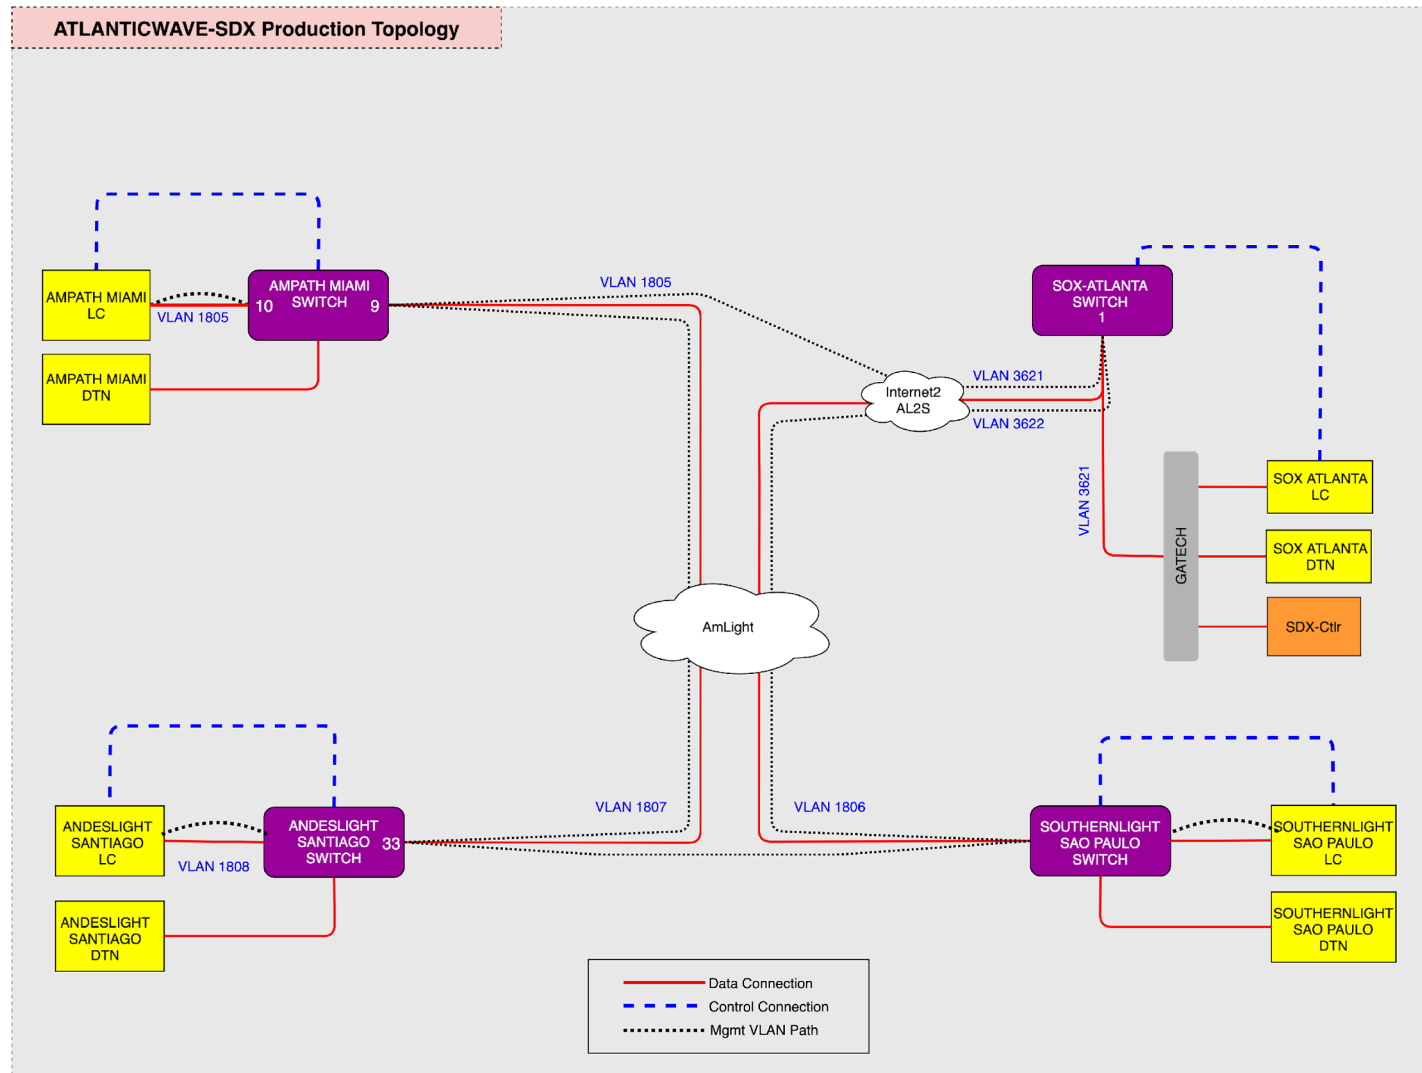 ATLANTICWAVE-SDX Production Topology
AMPATH MIAMI
LC
VLAN 1805
AMPATH MIAMI
SWITCH
10
9
AMPATH MIAMI
DTN
VLAN 1805
SOX-ATLANTA
SWITCH
1
Internet2
AL2S
VLAN 3621
VLAN 3622
VLAN 3621
GATECH
SOX ATLANTA
LC
SOX ATLANTA
DTN
SDX-Ctlr
AmLight
ANDESLIGHT
SANTIAGO
LC
VLAN 1808
ANDESLIGHT
SANTIAGO
SWITCH
33
ANDESLIGHT
SANTIAGO
DTN
VLAN 1807
VLAN 1806
SOUTHERNLIGHT
SAO PAULO
SWITCH
SOUTHERNLIGHT
SAO PAULO
LC
SOUTHERNLIGHT
SAO PAULO
DTN
Data Connection
Control Connection
Mgmt VLAN Path